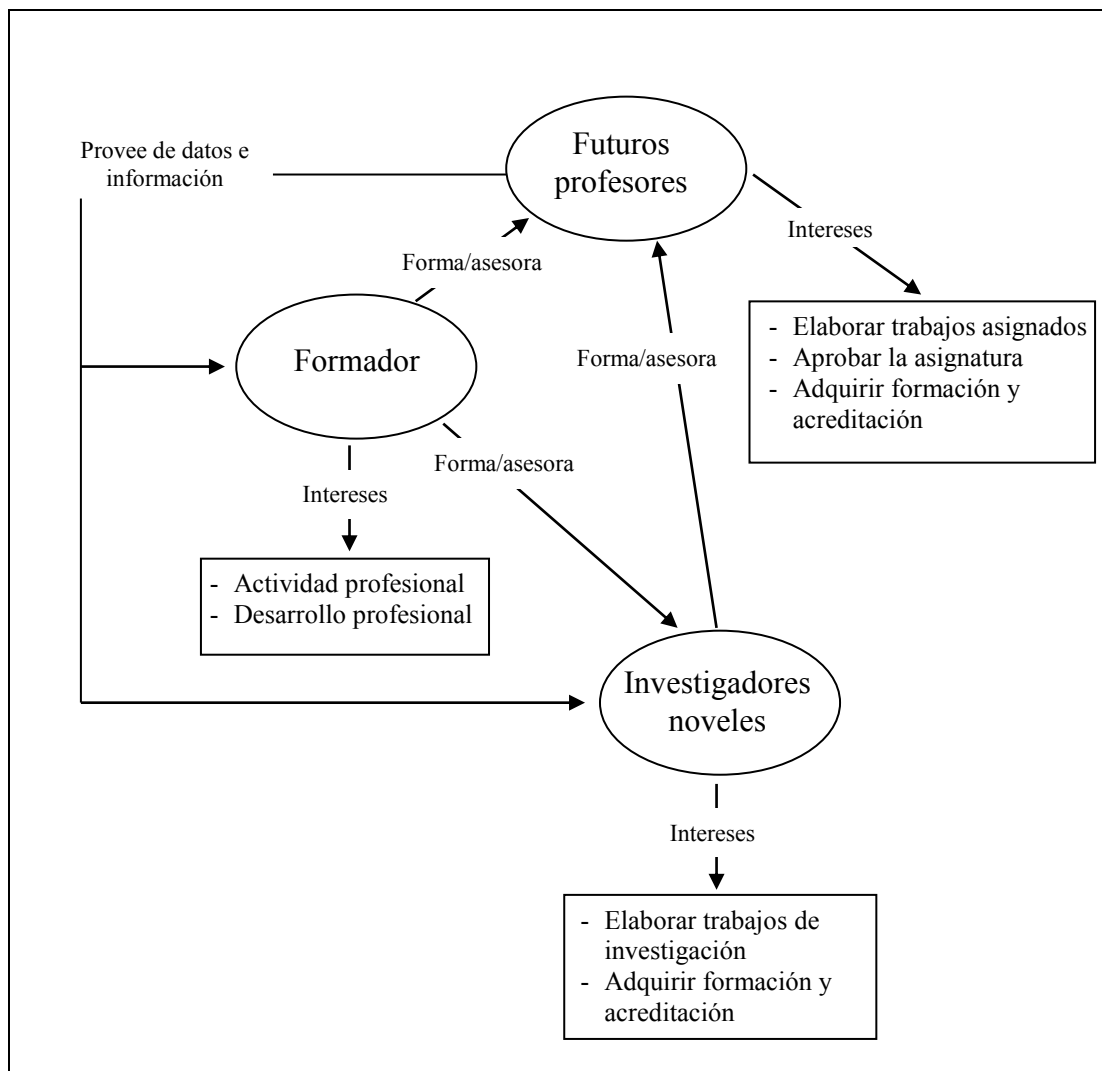 Futuros
profesores
Provee de datos e
información
Intereses
Forma/asesora
- Elaborar trabajos asignados
- Aprobar la asignatura
- Adquirir formación y
acreditación
Formador
Forma/asesora
Forma/asesora
Intereses
- Actividad profesional
- Desarrollo profesional
Investigadores
noveles
Intereses
- Elaborar trabajos de
investigación
- Adquirir formación y
acreditación